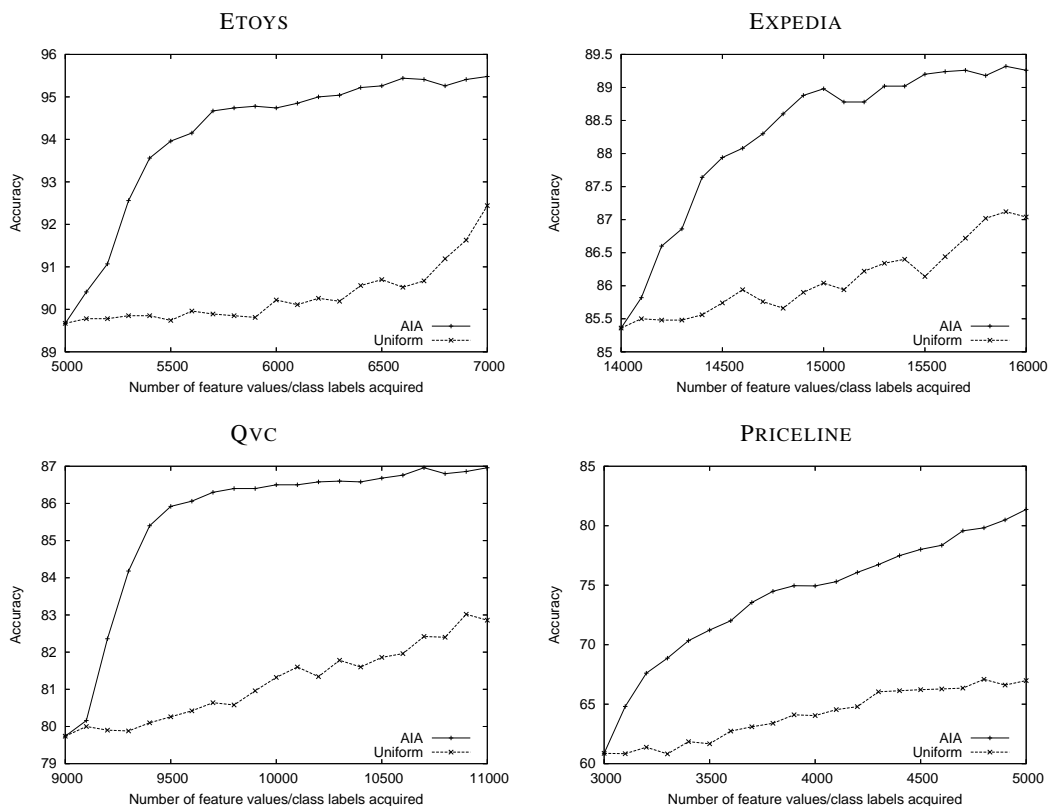 ETOYS
96
95
94
93
92
91
90
89
Accuracy
AIA
Uniform
5000 5500 6000 6500 7000
Number of feature values/class labels acquired
EXPEDIA
89.5
89
88.5
88
87.5
87
86.5
86
85.5
85
Accuracy
AIA
Uniform
14000 14500 15000 15500 16000
Number of feature values/class labels acquired
QVC
87
86
85
84
83
82
81
80
79
Accuracy
AIA
Uniform
9000 9500 10000 10500 11000
Number of feature values/class labels acquired
PRICELINE
85
80
75
70
65
60
Accuracy
AIA
Uniform
3000 3500 4000 4500 5000
Number of feature values/class labels acquired